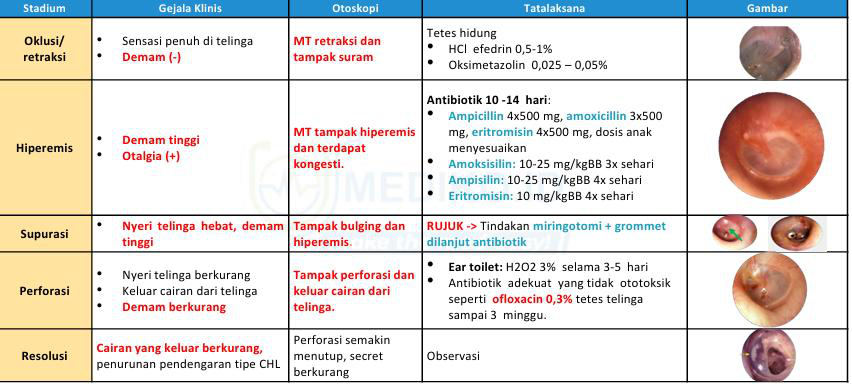 Stadium Gejala Klinis Otoskopi Tatalaksana Gambar
Oklusi/
retraksi
• Sensasi penuh di telinga
• Demam (-)
MT retraksi dan
tampak suram
Tetes hidung
• HCl efedrin 0,5-1%
• Oksimetazolin 0,025 – 0,05%
Hiperemis
• Demam tinggi
• Otalgia (+)
MT tampak hiperemis
dan terdapat
kongesti.
Antibiotik 10 -14 hari:
• Ampicillin 4x500 mg, amoxicillin 3x500
mg, eritromisin 4x500 mg, dosis anak
menyesuaikan
• Amoksisilin: 10-25 mg/kgBB 3x sehari
• Ampisilin: 10-25 mg/kgBB 4x sehari
• Eritromisin: 10 mg/kgBB 4x sehari
Supurasi
• Nyeri telinga hebat, demam
tinggi
Tampak bulging dan
hiperemis.
RUJUK -> Tindakan miringotomi + grommet
dilanjut antibiotik
Perforasi
• Nyeri telinga berkurang
• Keluar cairan dari telinga
• Demam berkurang
Tampak perforasi dan
keluar cairan dari
telinga.
• Ear toilet: H2O2 3% selama 3-5 hari
• Antibiotik adekuat yang tidak ototoksik
seperti ofloxacin 0,3% tetes telinga
sampai 3 minggu.
Resolusi
Cairan yang keluar berkurang,
penurunan pendengaran tipe CHL
Perforasi semakin
menutup, secret
berkurang
Observasi